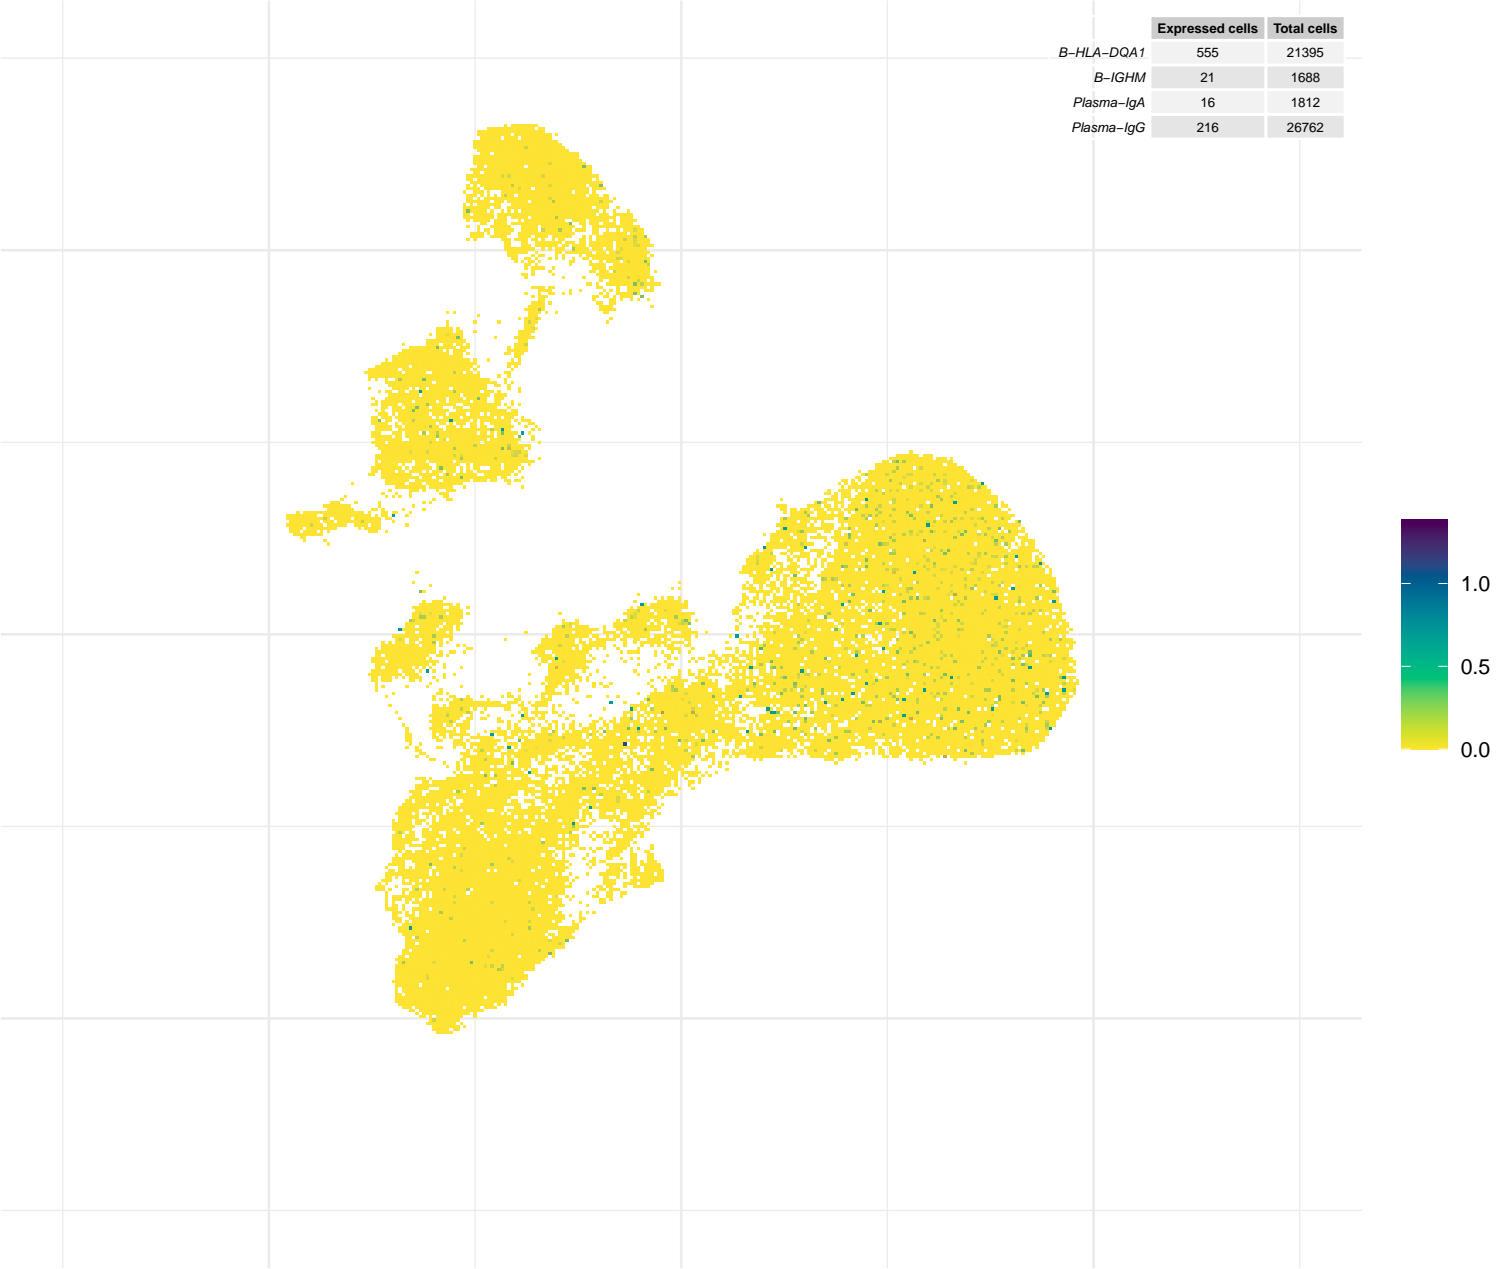 Expressed cells Total cells
B−HLA−DQA1 555 21395
B−IGHM 21 1688
Plasma−IgA 16 1812
Plasma−IgG 216 26762
1.0
0.5
0.0